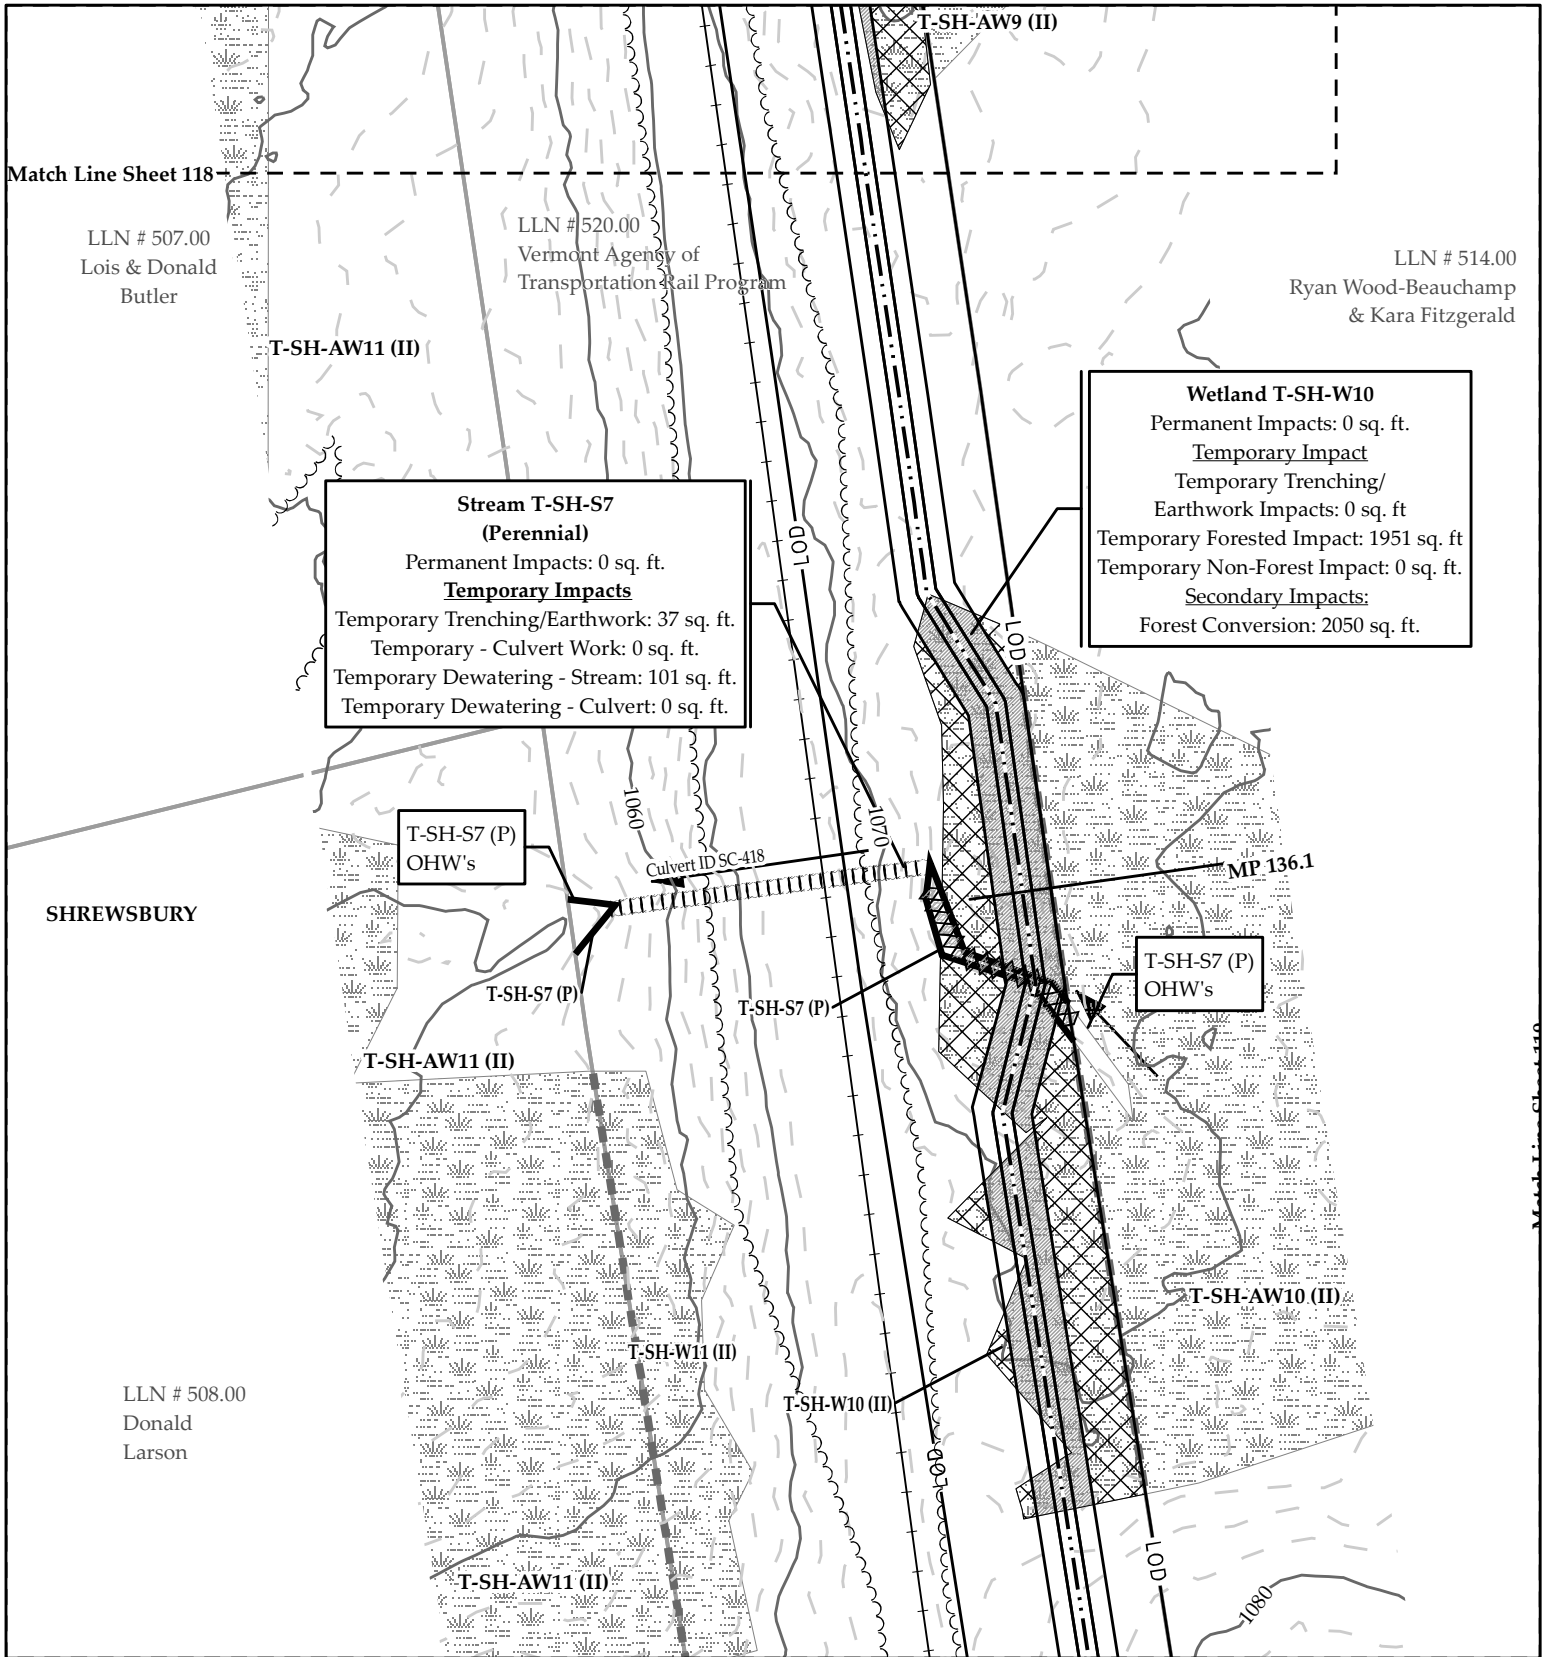 T-SH-AW9 (II)
Match Line Sheet 118
LLN # 507.00
Lois & Donald
Butler
LLN # 520.00
Vermont Agency of
Transportation Rail Program
LLN # 514.00
Ryan Wood-Beauchamp
& Kara Fitzgerald
T-SH-AW11 (II)
Wetland T-SH-W10
Permanent Impacts: 0 sq. ft.
Temporary Impact
Temporary Trenching/
Earthwork Impacts: 0 sq. ft
Temporary Forested Impact: 1951 sq. ft
Temporary Non-Forest Impact: 0 sq. ft.
Secondary Impacts:
Forest Conversion: 2050 sq. ft.
Stream T-SH-S7
(Perennial)
Permanent Impacts: 0 sq. ft.
Temporary Impacts
Temporary Trenching/Earthwork: 37 sq. ft.
Temporary - Culvert Work: 0 sq. ft.
Temporary Dewatering - Stream: 101 sq. ft.
Temporary Dewatering - Culvert: 0 sq. ft.
LOD
LOD
1060
1070
T-SH-S7 (P)
OHW's
Culvert ID SC-418
MP 136.1
SHREWSBURY
T-SH-S7 (P)
OHW's
T-SH-S7 (P)
T-SH-S7 (P)
T-SH-AW11 (II)
Match Line Sheet 119
T-SH-AW10 (II)
T-SH-W11 (II)
T-SH-W10 (II)
LLN # 508.00
Donald
Larson
LOD
LOD
T-SH-AW11 (II)
1080